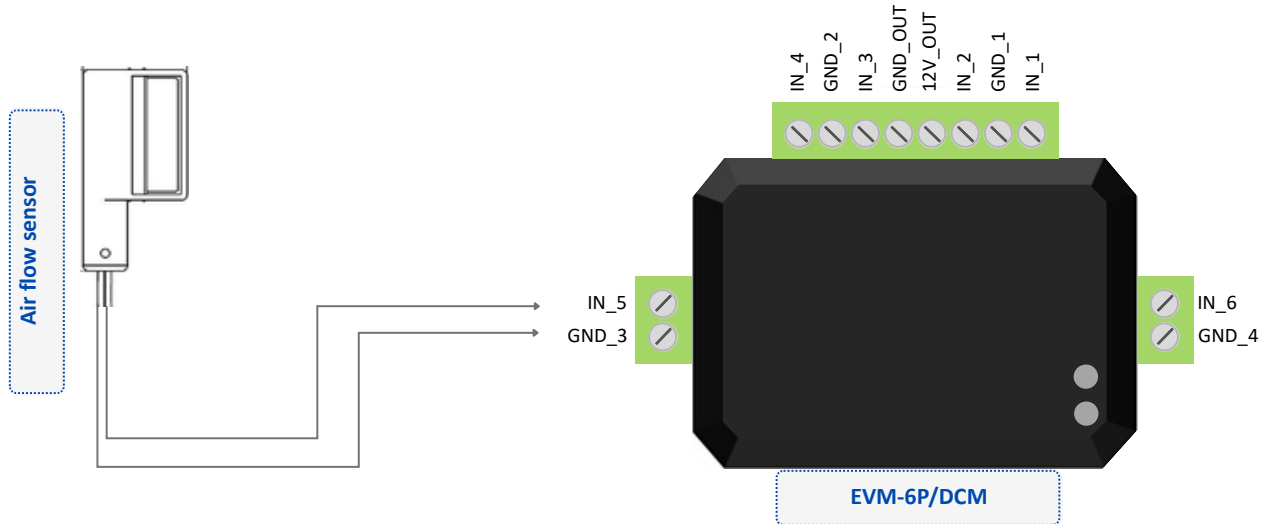 Air flow sensor
IN_4
GND_2
IN_3
GND_OUT
12V_OUT
IN_2
GND_1
IN_1
IN_5
GND_3
IN_6
GND_4
EVM-6P/DCM